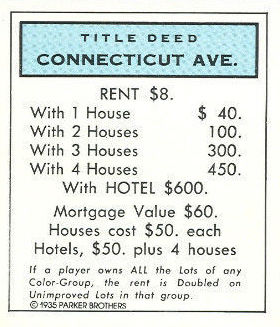 TITLE DEED
CONNECTICUT AVE.
RENT $8.
With 1 House $ 40.
With 2 Houses 100.
With 3 Houses 300.
With 4 Houses 450.
With HOTEL $600.
Mortgage Value $60.
Houses cost $50. each
Hotels, $50. plus 4 houses
If a player owns ALL the Lots of any
Color-Group, the rent is Doubled on
Unimproved Lots in that group.
© 1935 PARKER BROTHERS